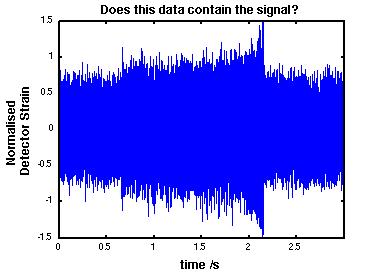 Does this data contain the signal?
1.5
1
0.5
0
-0.5
-1
-1.5
Normalised
Detector Strain
0 0.5 1 1.5 2 2.5
time /s